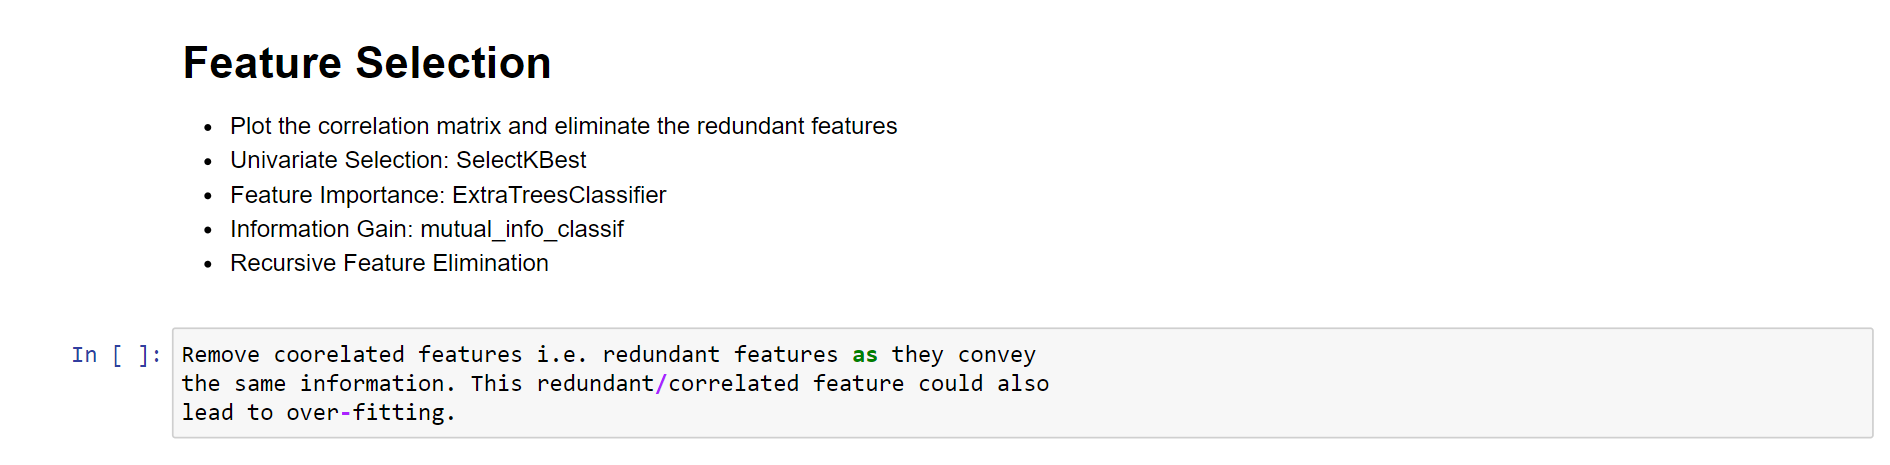 Feature Selection
Plot the correlation matrix and eliminate the redundant features
Univariate Selection: SelectKBest
Feature Importance: ExtraTreesClassifier
Information Gain: mutual_info_classif
Recursive Feature Elimination
In [ ]: Remove coorelated features i.e. redundant features as they convey
the same information. This redundant/correlated feature could also
lead to over-fitting.